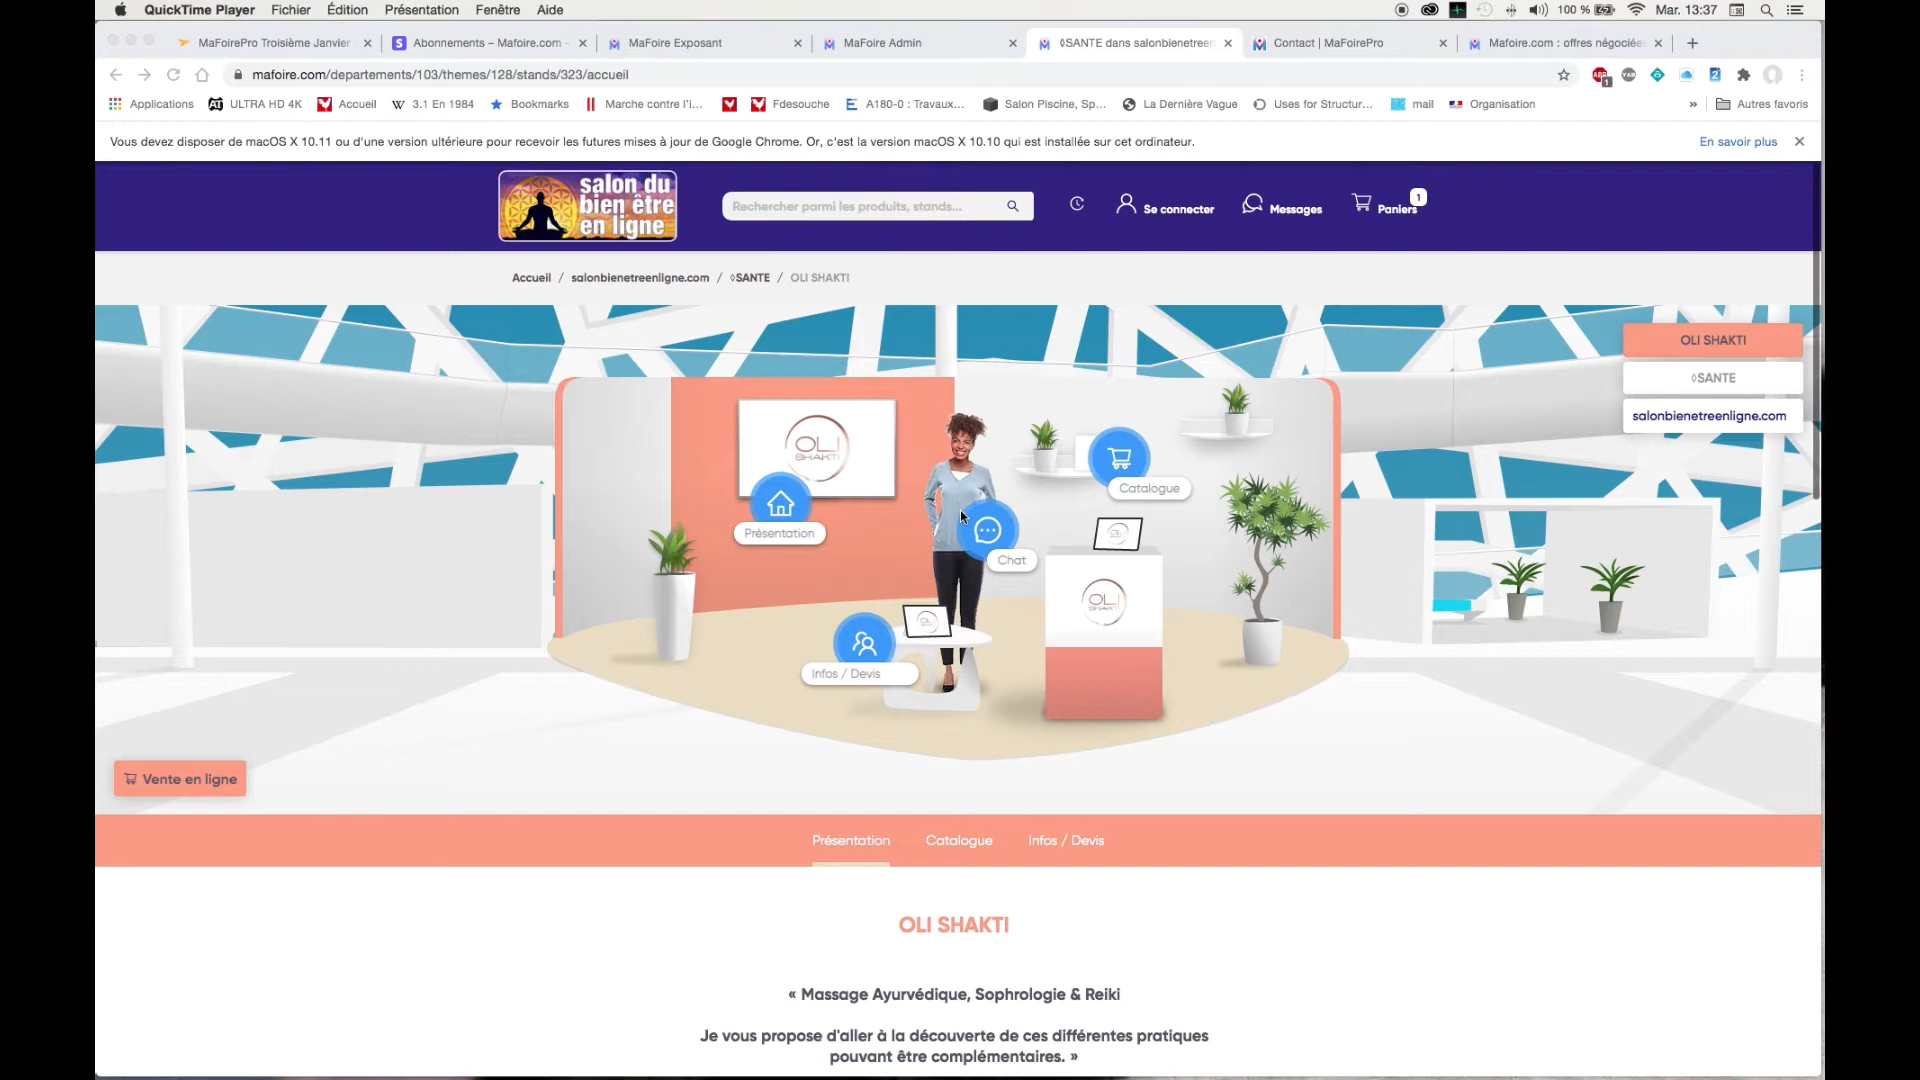 QuickTime Player Fichier Édition Présentation Fenêtre Aide 100 % Mar. 13:37
MaFoirePro Troisième Janvier
Abonnements – Mafoire.com –
MaFoire Exposant
MaFoire Admin
◊SANTE dans salonbienetreen
Contact | MaFoirePro
Mafoire.com : offres négociées
mafoire.com/departements/103/themes/128/stands/323/accueil
Applications ULTRA HD 4K Accueil 3.1 En 1984 Bookmarks Marche contre l'i... Fdesouche A180-0 : Travaux... Salon Piscine, Sp... La Dernière Vague Uses for Structur... mail Organisation » Autres favoris
Vous devez disposer de macOS X 10.11 ou d'une version ultérieure pour recevoir les futures mises à jour de Google Chrome. Or, c'est la version macOS X 10.10 qui est installée sur cet ordinateur. En savoir plus
salon du
bien être
en ligne
Rechercher parmi les produits, stands...
Se connecter
Messages
Paniers
1
Accueil / salonbienetreenligne.com / ◊SANTE / OLI SHAKTI
OLI SHAKTI
◊SANTE
salonbienetreenligne.com
OLI
SHAKTI
Catalogue
Présentation
Chat
OLI
SHAKTI
Infos / Devis
Vente en ligne
Présentation Catalogue Infos / Devis
OLI SHAKTI
« Massage Ayurvédique, Sophrologie & Reiki
Je vous propose d'aller à la découverte de ces différentes pratiques
pouvant être complémentaires. »